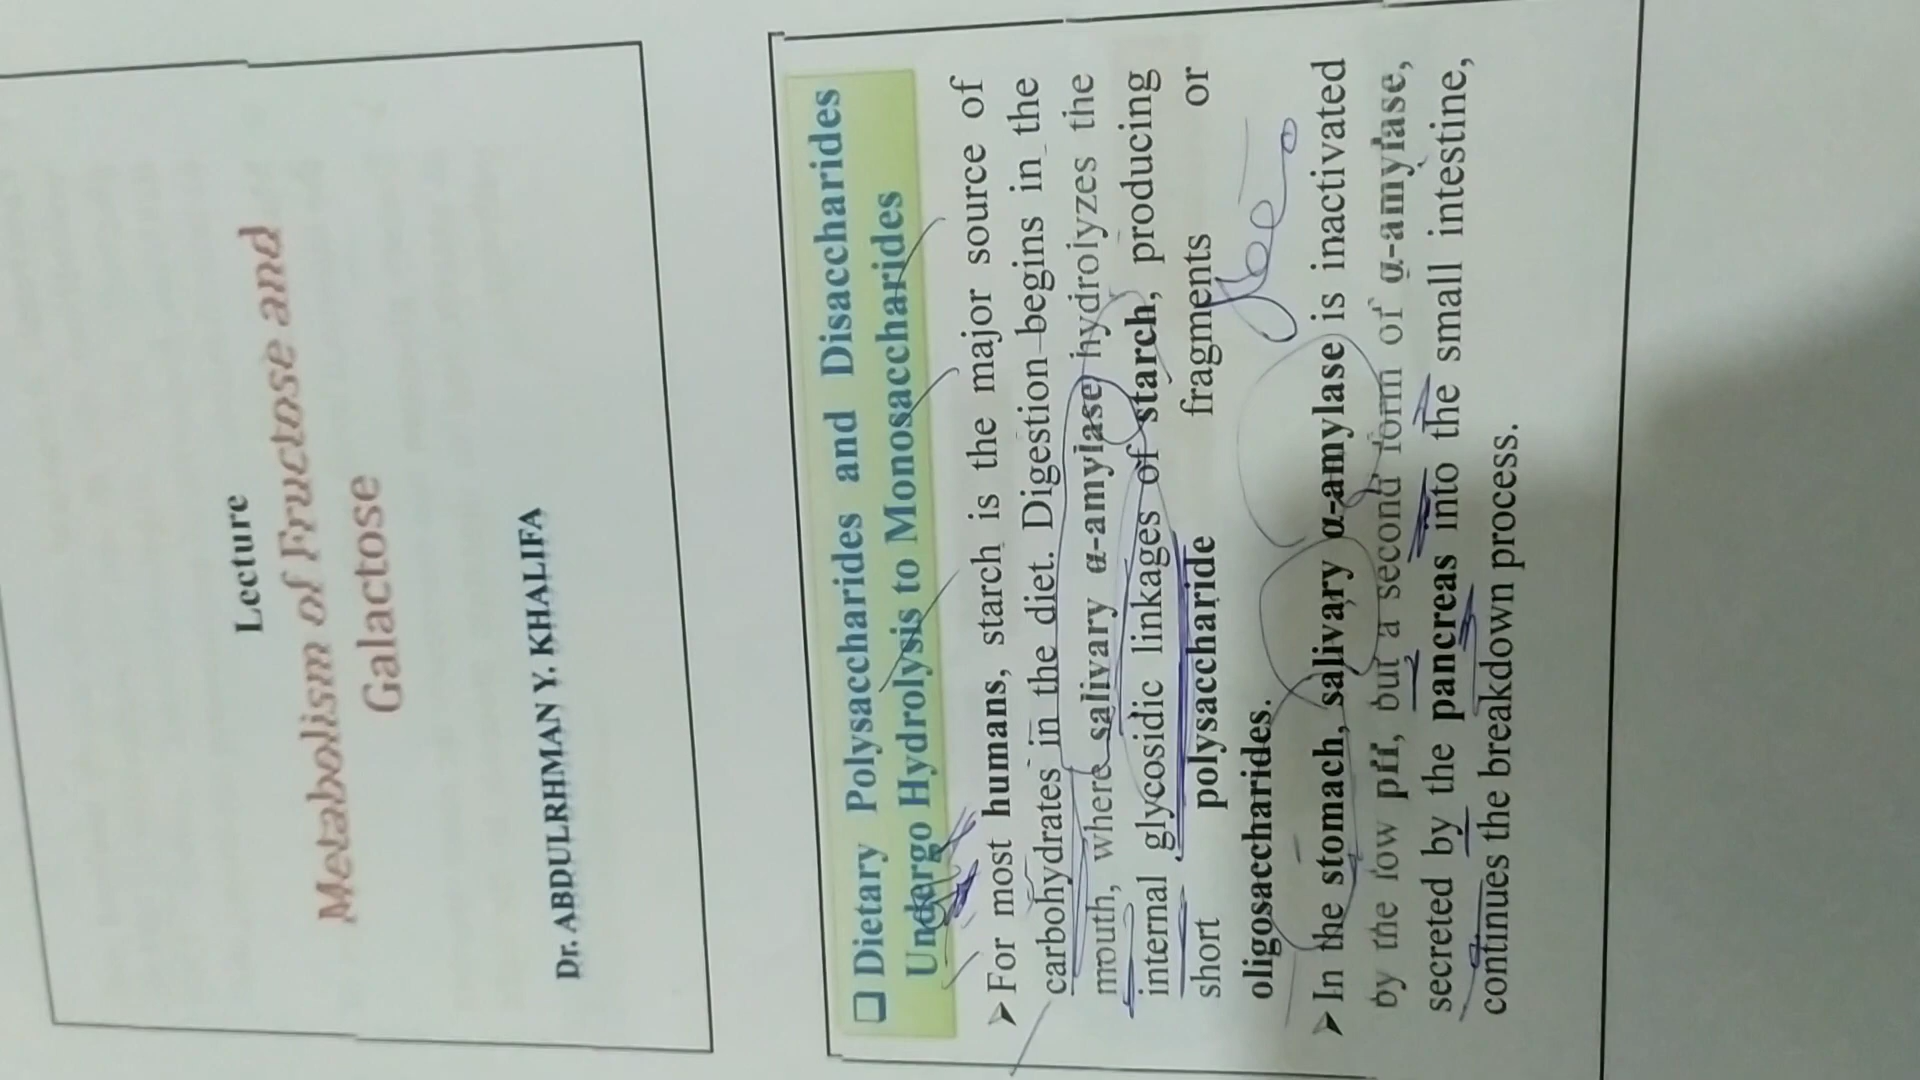 Lecture
Metabolism of Fructose and
Galactose
Dr. ABDULRHMAN Y. KHALIFA
❑ Dietary Polysaccharides and Disaccharides
Undergo Hydrolysis to Monosaccharides
➤ For most humans, starch is the major source of
carbohydrates in the diet. Digestion begins in the
mouth, where salivary α-amylase hydrolyzes the
internal glycosidic linkages of starch, producing
short polysaccharide fragments or
oligosaccharides.
➤ In the stomach, salivary α-amylase is inactivated
by the low pH, but a second form of α-amylase,
secreted by the pancreas into the small intestine,
continues the breakdown process.